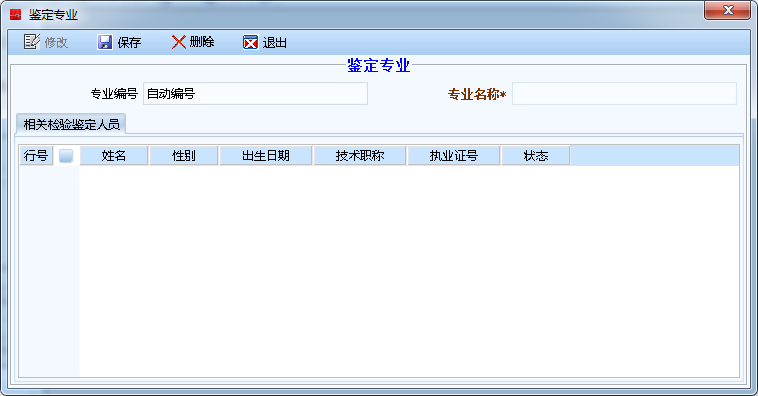 鉴定专业
修改 保存 删除 退出
鉴定专业
专业编号 自动编号 专业名称*
相关检验鉴定人员
行号 姓名 性别 出生日期 技术职称 执业证号 状态